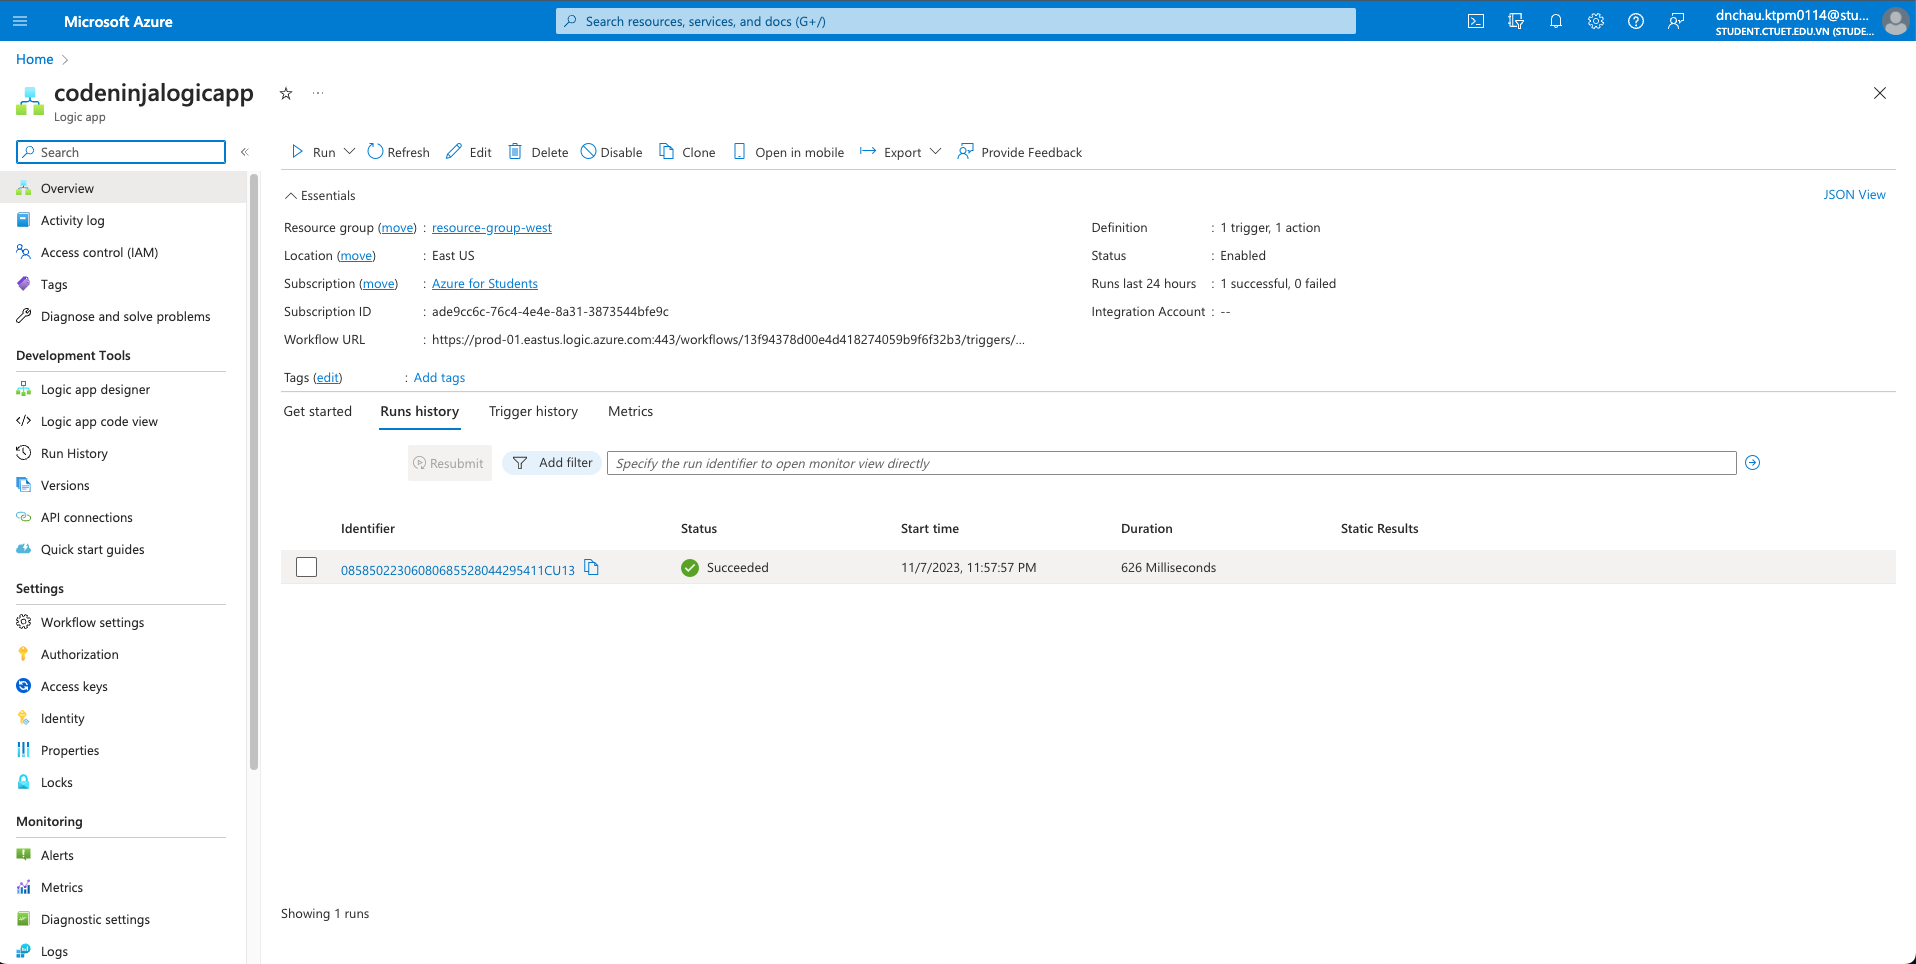 Microsoft Azure
Search resources, services, and docs (G+/)
dnchau.ktpm0114@stu...
STUDENT.CTUET.EDU.VN (STUDE...
Home
codeninjalogicapp
Logic app
Search
Run Refresh Edit Delete Disable Clone Open in mobile Export Provide Feedback
Overview
Activity log
Access control (IAM)
Tags
Diagnose and solve problems
Development Tools
Logic app designer
Logic app code view
Run History
Versions
API connections
Quick start guides
Settings
Workflow settings
Authorization
Access keys
Identity
Properties
Locks
Monitoring
Alerts
Metrics
Diagnostic settings
Logs
Essentials
JSON View
Resource group (move) : resource-group-west
Location (move) : East US
Subscription (move) : Azure for Students
Subscription ID : ade9cc6c-76c4-4e4e-8a31-3873544bfe9c
Workflow URL : https://prod-01.eastus.logic.azure.com:443/workflows/13f94378d00e4d418274059b9f6f32b3/triggers/...
Definition : 1 trigger, 1 action
Status : Enabled
Runs last 24 hours : 1 successful, 0 failed
Integration Account : --
Tags (edit) : Add tags
Get started Runs history Trigger history Metrics
Resubmit Add filter Specify the run identifier to open monitor view directly
Identifier Status Start time Duration Static Results
08585022306080685528044295411CU13 Succeeded 11/7/2023, 11:57:57 PM 626 Milliseconds
Showing 1 runs